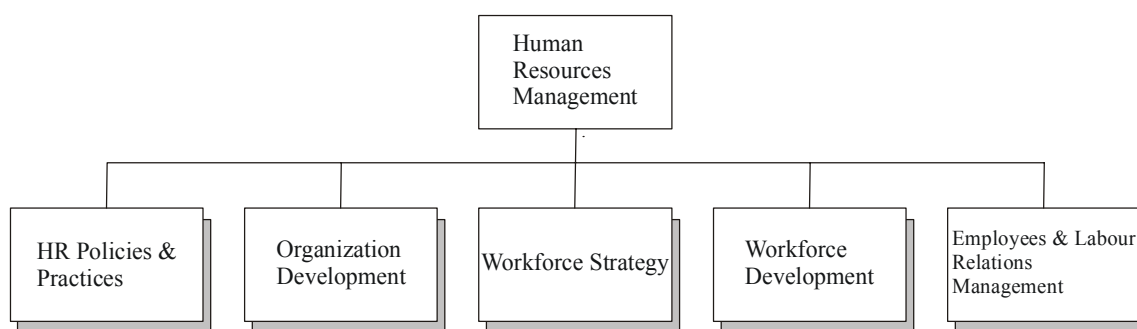 Human
Resources
Management
HR Policies &
Practices
Organization
Development
Workforce Strategy
Workforce
Development
Employees & Labour
Relations
Management